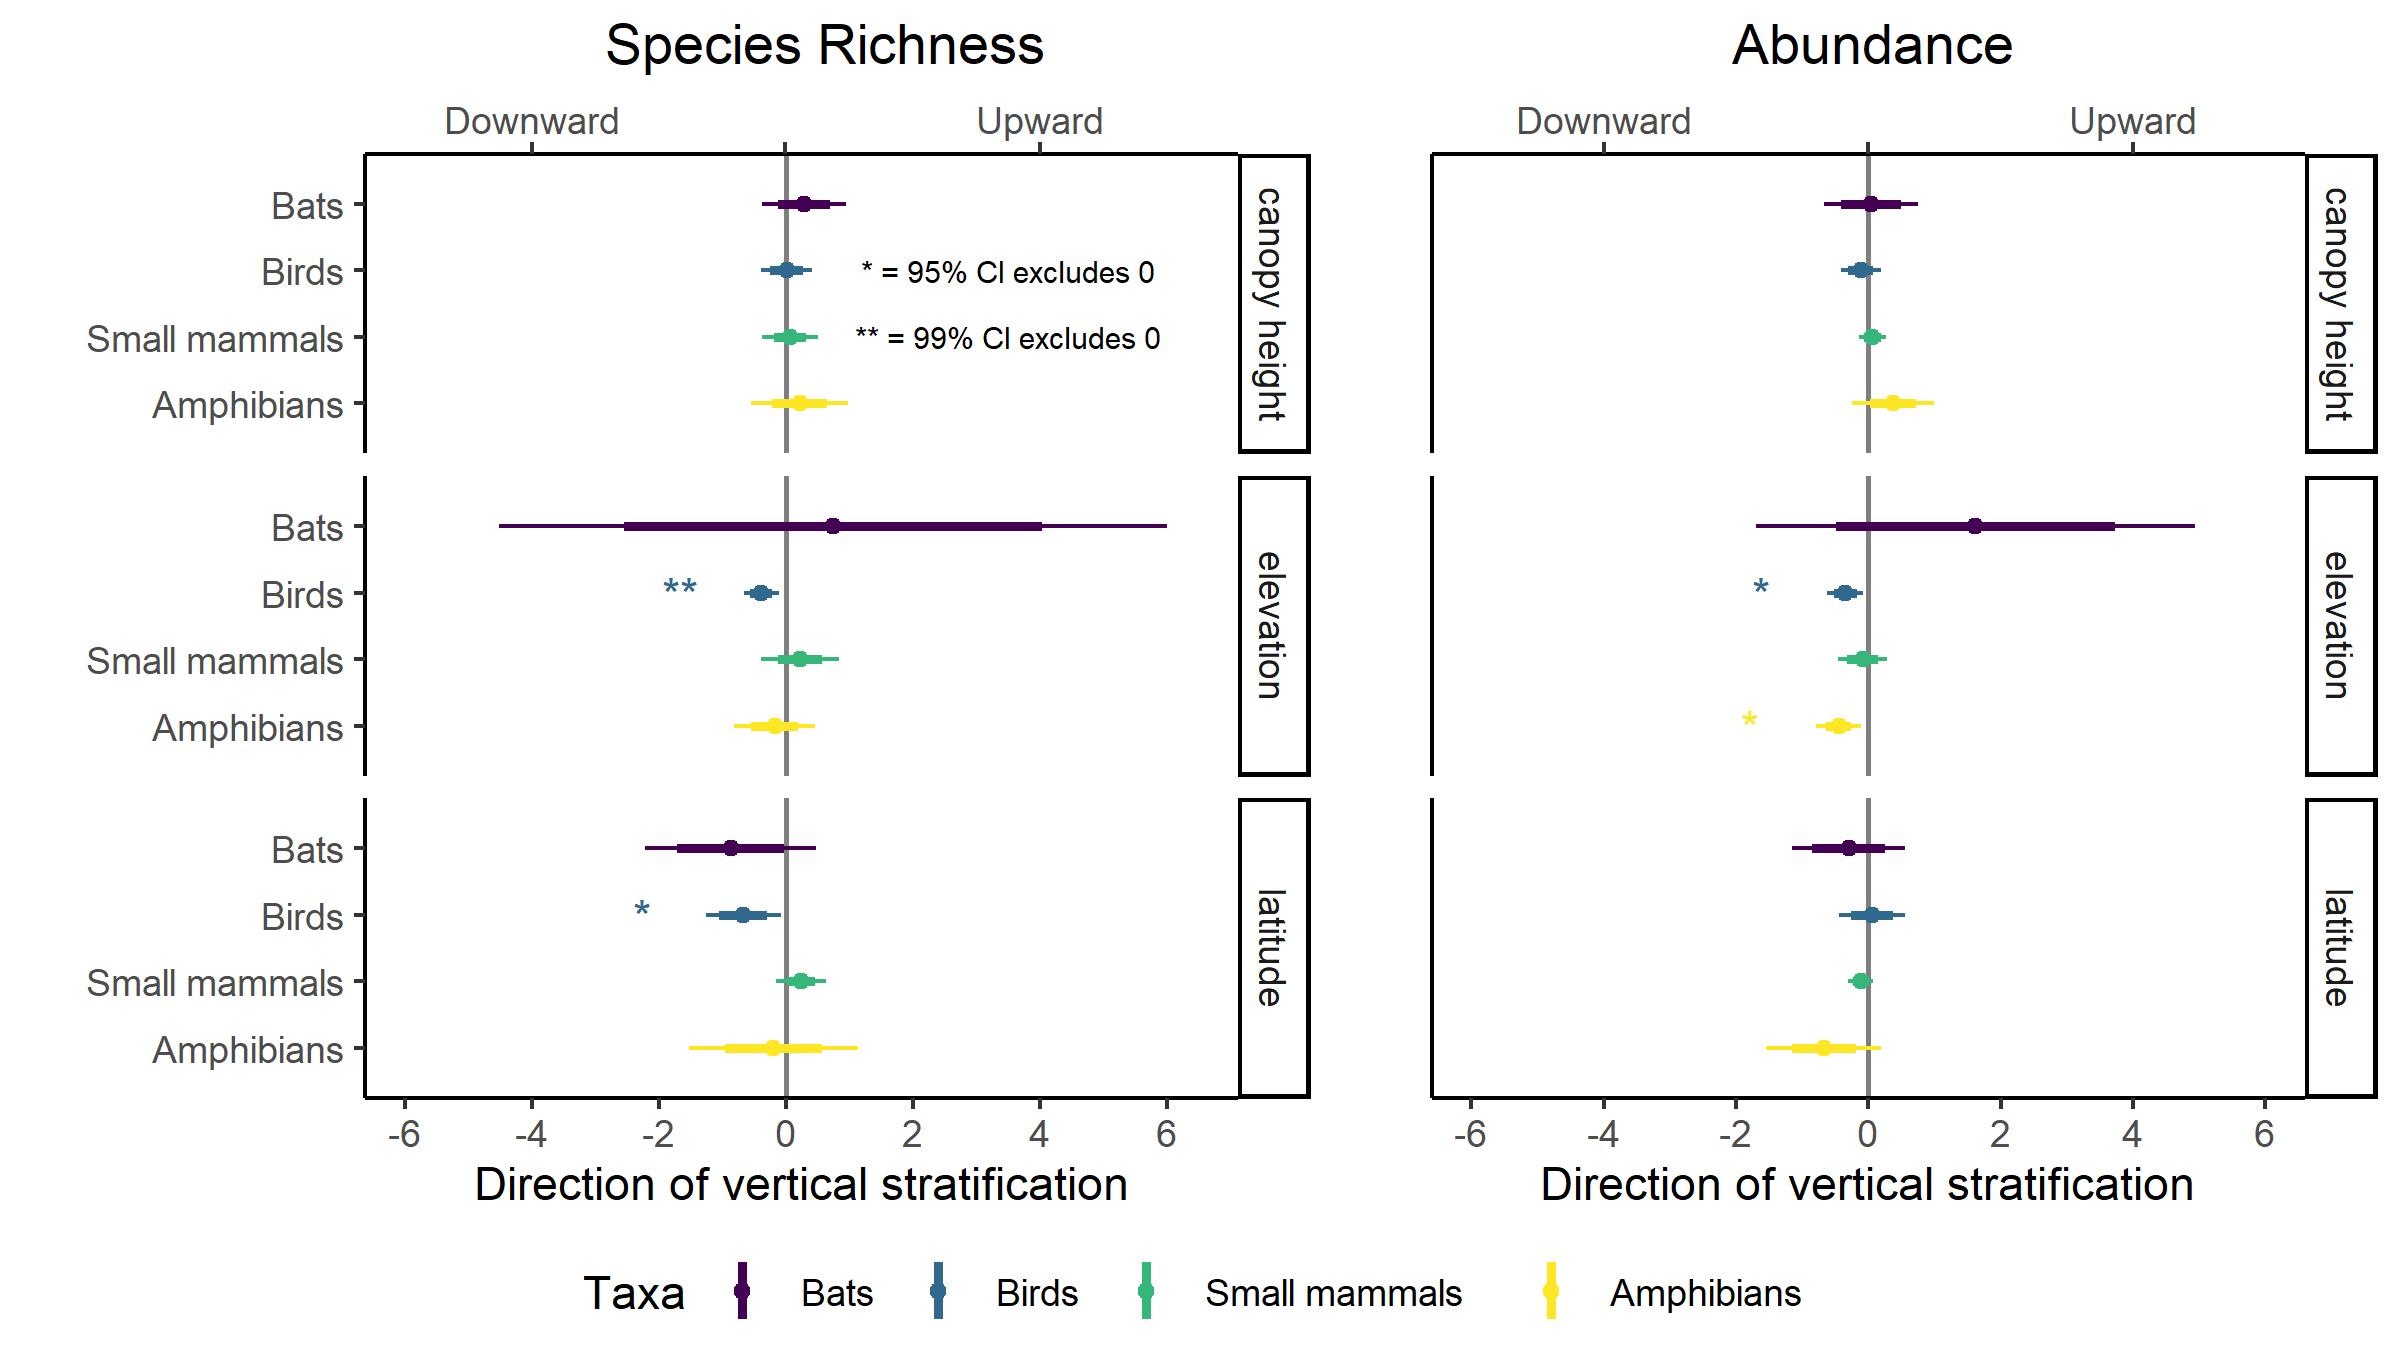 Species Richness
Abundance
Downward Upward
Downward Upward
Bats
Birds
Small mammals
Amphibians
* = 95% CI excludes 0
** = 99% CI excludes 0
canopy height
canopy height
Bats
Birds
Small mammals
Amphibians
**
elevation
*
*
elevation
Bats
Birds
Small mammals
Amphibians
*
latitude
latitude
-6 -4 -2 0 2 4 6
-6 -4 -2 0 2 4 6
Direction of vertical stratification
Direction of vertical stratification
Taxa Bats Birds Small mammals Amphibians